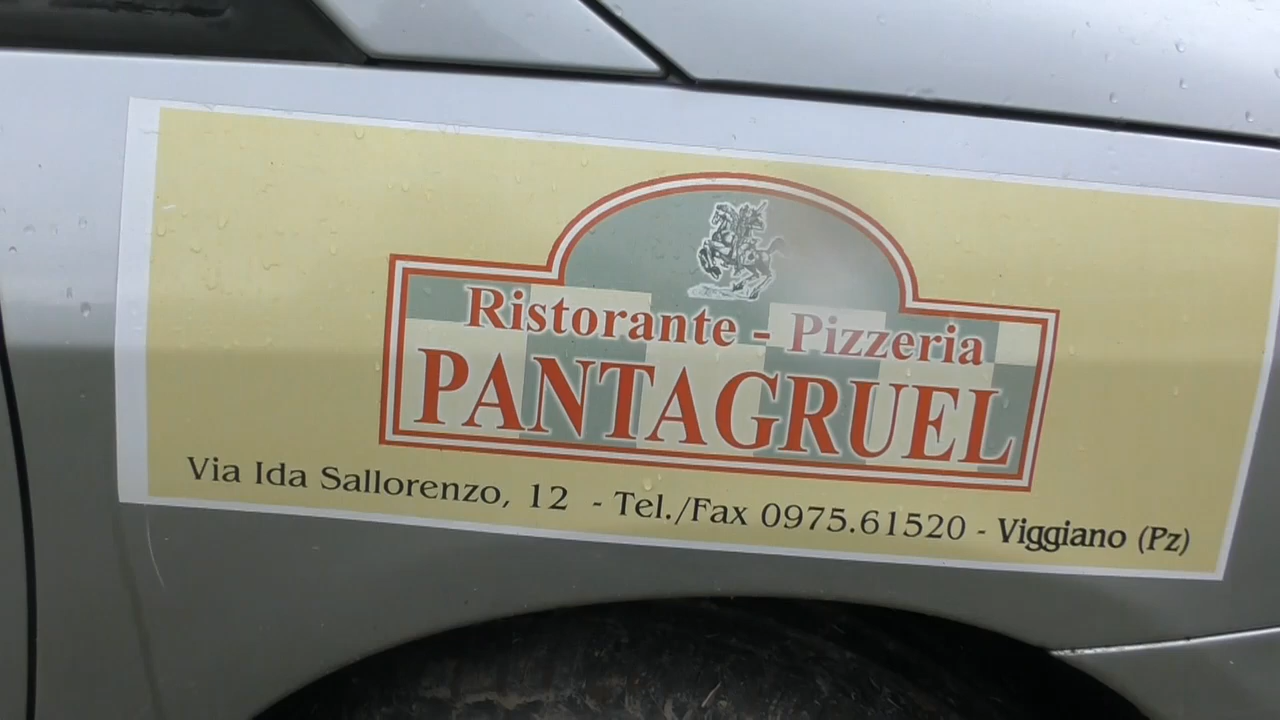 Ristorante - Pizzeria
PANTAGRUEL
Via Ida Sallorenzo, 12 - Tel./Fax 0975.61520 - Viggiano (Pz)